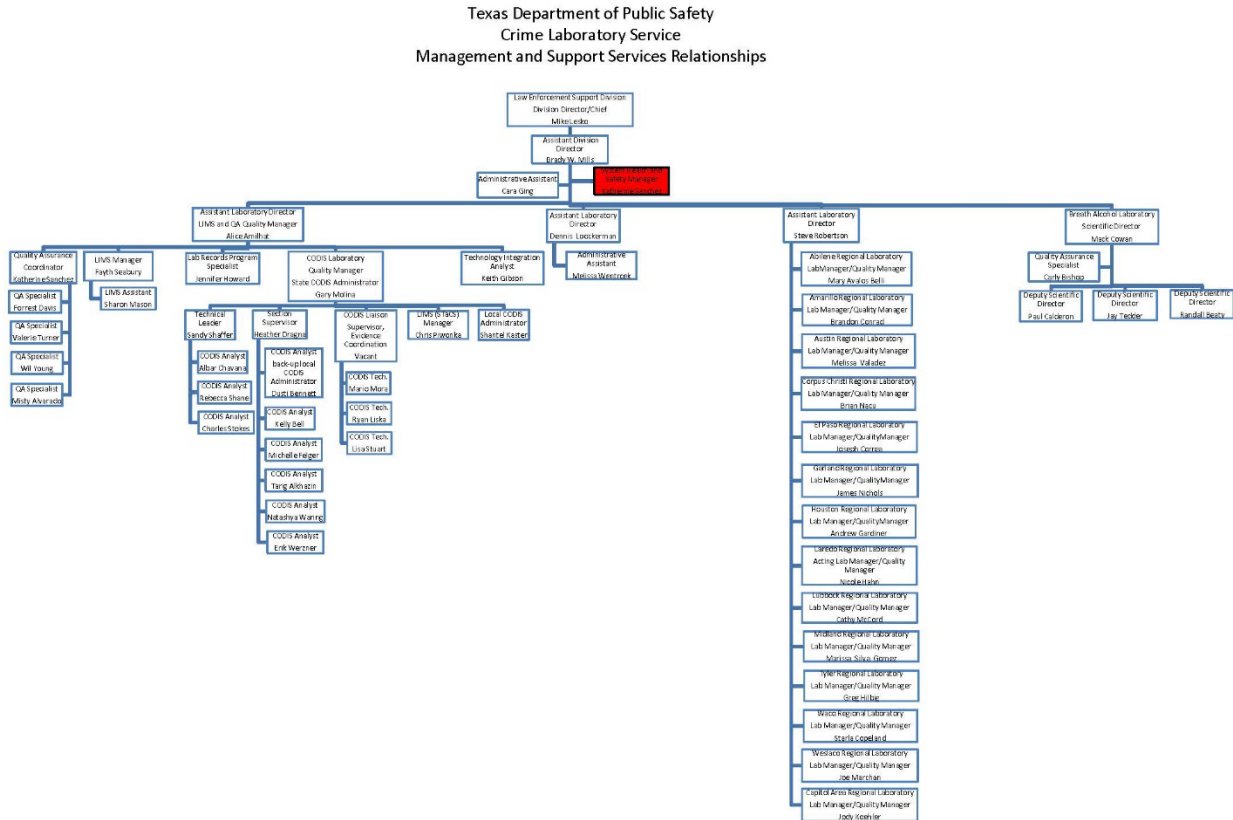 Texas Department of Public Safety
Crime Laboratory Service
Management and Support Services Relationships
Law Enforcement Support Division
Division Director/Chief
Mike Lesko
Assistant Division
Director
Brady W. Mills
Administrative Assistant
Cara Ging
System Health and
Safety Manager
Katherine Sanchez
Assistant Laboratory Director
LIMS and QA Quality Manager
Alice Amilhat
Quality Assurance
Coordinator
Katherine Sanchez
QA Specialist
Forrest Davis
QA Specialist
Valerie Turner
QA Specialist
Will Young
QA Specialist
Misty Alvarado
LIMS Manager
Fayth Seabury
LIMS Assistant
Sharon Mason
Lab Records Program
Specialist
Jennifer Howard
CODIS Laboratory
Quality Manager
State CODIS Administrator
Gary Molina
Technical
Leader
Sandy Shaffer
CODIS Analyst
Albar Chavana
CODIS Analyst
Rebecca Shane
CODIS Analyst
Charles Stokes
Section
Supervisor
Heather Dragna
CODIS Analyst
back-up local
CODIS
Administrator
Dusti Bennett
CODIS Analyst
Kelly Bell
CODIS Analyst
Michelle Felger
CODIS Analyst
Tariq Alkhazin
CODIS Analyst
Natashya Waring
CODIS Analyst
Erik Werzner
CODIS Liaison
Supervisor,
Evidence
Coordination
Vacant
CODIS Tech.
Mario Mora
CODIS Tech.
Ryan Liska
CODIS Tech.
Lisa Stuart
LIMS (STaCS)
Manager
Chris Piwonka
Local CODIS
Administrator
Shantel Kaster
Technology Integration
Analyst
Keith Gibson
Assistant Laboratory
Director
Dennis Loockerman
Administrative
Assistant
Melissa
Assistant Laboratory
Director
Steve Robertson
Abilene Regional Laboratory
LabManager/Quality Manager
Mary Avalos Belli
Amarillo Regional Laboratory
Lab Manager/Quality Manager
Brandon Conrad
Austin Regional Laboratory
Lab Manager/Quality Manager
Melissa Valadez
Corpus Christi Regional Laboratory
Lab Manager/Quality Manager
Brian Nacu
El Paso Regional Laboratory
Lab Manager/QualityManager
Joseph Correa
Garland Regional Laboratory
Lab Manager/Quality Manager
James Nichols
Houston Regional Laboratory
Lab Manager/QualityManager
Andrew Gardiner
Laredo Regional Laboratory
Acting Lab Manager/Quality
Manager
Nicole Hahn
Lubbock Regional Laboratory
Lab Manager/Quality Manager
Cathy McCord
Midland Regional Laboratory
Lab Manager/Quality Manager
Marissa Silva Gomez
Tyler Regional Laboratory
Lab Manager/Quality Manager
Greg Hilbig
Waco Regional Laboratory
Lab Manager/Quality Manager
Starla Copeland
Weslaco Regional Laboratory
Lab Manager/Quality Manager
Joe Marchan
Capitol Area Regional Laboratory
Lab Manager/Quality Manager
Jody Koehler
Breath Alcohol Laboratory
Scientific Director
Mack Cowan
Quality Assurance
Specialist
Carly Bishop
Deputy Scientific
Director
Paul Calderon
Deputy Scientific
Director
Jay Tedder
Deputy Scientific
Director
Randall Beaty